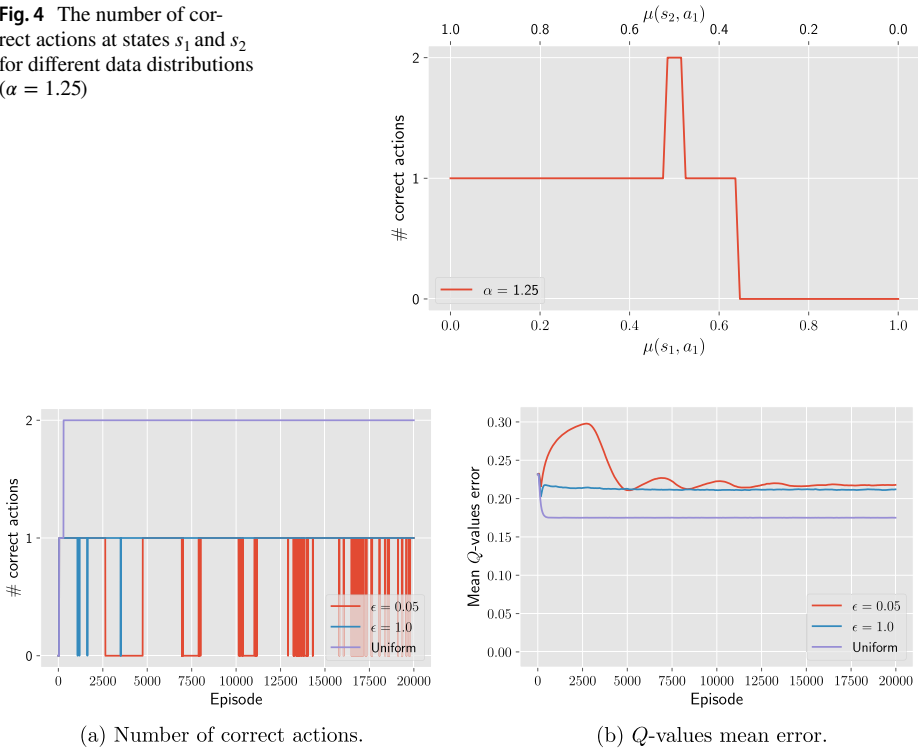 Fig. 4 The number of cor-
rect actions at states s₁ and s₂
for different data distributions
(α = 1.25)
μ(s₂, a₁)
1.0 0.8 0.6 0.4 0.2 0.0
2
1
0
# correct actions
α = 1.25
0.0 0.2 0.4 0.6 0.8 1.0
μ(s₁, a₁)
2
1
0
# correct actions
ϵ = 0.05
ϵ = 1.0
Uniform
0 2500 5000 7500 10000 12500 15000 17500 20000
Episode
(a) Number of correct actions.
0.30
0.25
0.20
0.15
0.10
0.05
0.00
Mean Q-values error
ϵ = 0.05
ϵ = 1.0
Uniform
0 2500 5000 7500 10000 12500 15000 17500 20000
Episode
(b) Q-values mean error.